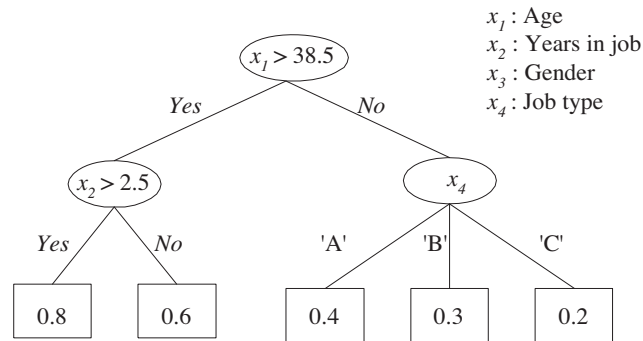 x₁ : Age
x₂ : Years in job
x₃ : Gender
x₄ : Job type
x₁ > 38.5
Yes
No
x₂ > 2.5
x₄
Yes
No
'A'
'B'
'C'
0.8
0.6
0.4
0.3
0.2